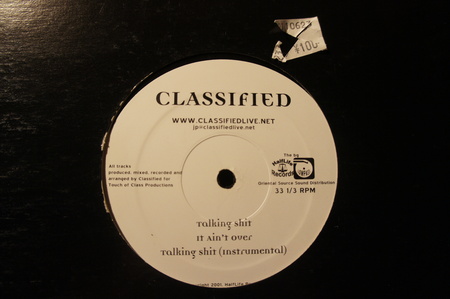 ¥100
CLASSIFIED
WWW.CLASSIFIEDLIVE.NET
jp@classifiedlive.net
All tracks
produced, mixed, recorded and
arranged by Classified for
Touch of Class Productions
HalfLife
Records
Oriental Source Sound Distribution
33 1/3 RPM
Talking Shit
It Ain't Over
Talking Shit (Instrumental)
2001, HalfLife